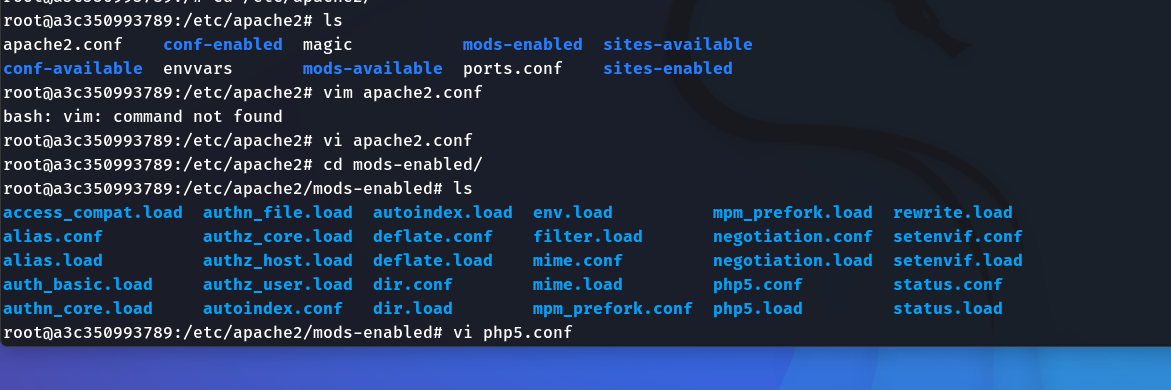 root@a3c350993789:/# cd /etc/apache2/
root@a3c350993789:/etc/apache2# ls
apache2.conf conf-enabled magic mods-enabled sites-available
conf-available envvars mods-available ports.conf sites-enabled
root@a3c350993789:/etc/apache2# vim apache2.conf
bash: vim: command not found
root@a3c350993789:/etc/apache2# vi apache2.conf
root@a3c350993789:/etc/apache2# cd mods-enabled/
root@a3c350993789:/etc/apache2/mods-enabled# ls
access_compat.load authn_file.load autoindex.load env.load mpm_prefork.load rewrite.load
alias.conf authz_core.load deflate.conf filter.load negotiation.conf setenvif.conf
alias.load authz_host.load deflate.load mime.conf negotiation.load setenvif.load
auth_basic.load authz_user.load dir.conf mime.load php5.conf status.conf
authn_core.load autoindex.conf dir.load mpm_prefork.conf php5.load status.load
root@a3c350993789:/etc/apache2/mods-enabled# vi php5.conf